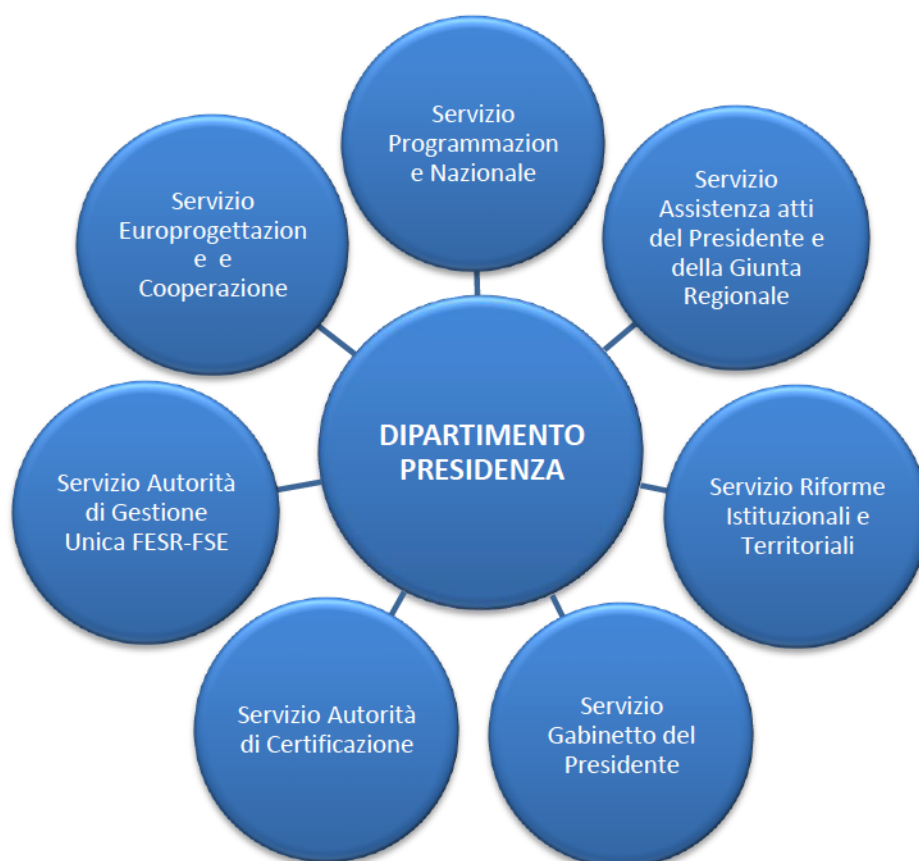 Servizio
Programmazion
e Nazionale
Servizio
Assistenza atti
del Presidente e
della Giunta
Regionale
Servizio Riforme
Istituzionali e
Territoriali
Servizio
Gabinetto del
Presidente
Servizio Autorità
di Certificazione
Servizio Autorità
di Gestione
Unica FESR-FSE
Servizio
Europrogettazion
e e
Cooperazione
DIPARTIMENTO
PRESIDENZA